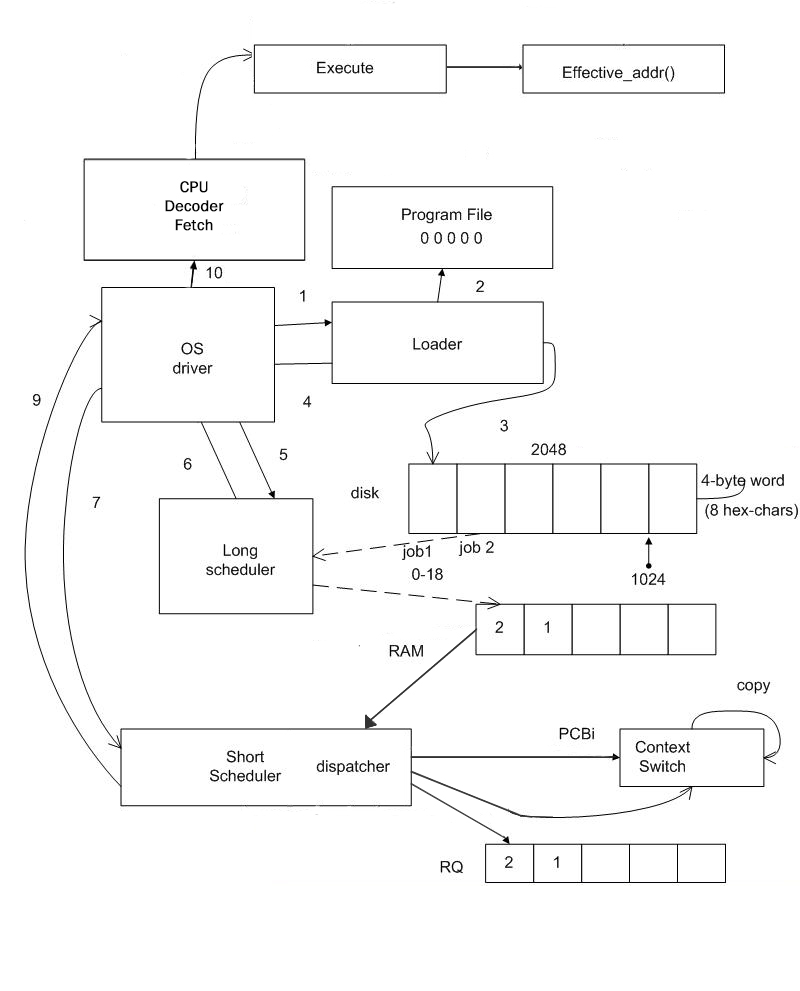 Execute
Effective_addr()
CPU
Decoder
Fetch
Program File
0 0 0 0 0
10
1
2
OS
driver
Loader
9
4
3
6
5
7
2048
disk
4-byte word
(8 hex-chars)
Long
scheduler
job1
job 2
0-18
1024
2
1
RAM
copy
PCBi
Short
Scheduler
dispatcher
Context
Switch
RQ
2
1